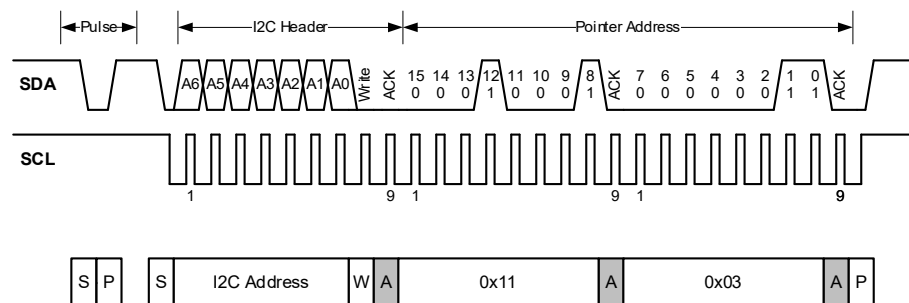 Pulse I2C Header Pointer Address
SDA A6 A5 A4 A3 A2 A1 A0 Write ACK 15 14 13 12 11 10 9 8 ACK 7 6 5 4 3 2 1 0 ACK
0 0 0 1 0 0 0 1 0 0 0 0 0 0 1 1
SCL
1 9 1 9 1 9
S P S I2C Address W A 0x11 A 0x03 A P